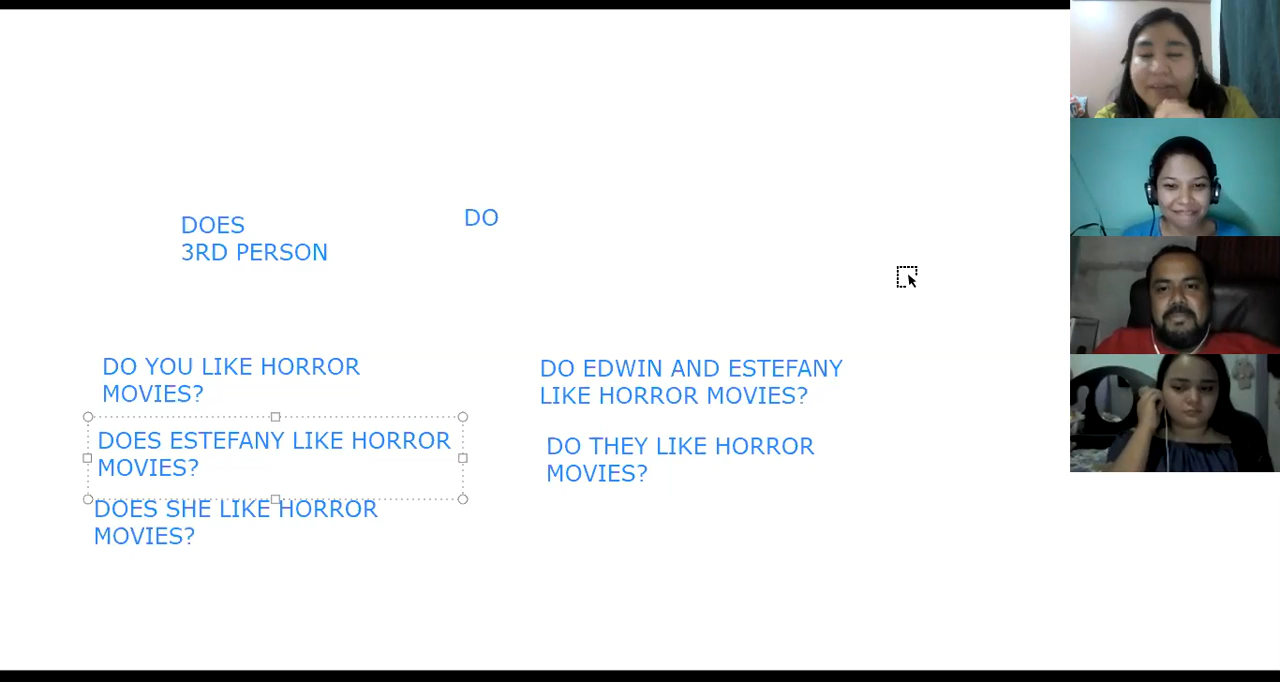 DOES
3RD PERSON
DO
DO YOU LIKE HORROR
MOVIES?
DOES ESTEFANY LIKE HORROR
MOVIES?
DOES SHE LIKE HORROR
MOVIES?
DO EDWIN AND ESTEFANY
LIKE HORROR MOVIES?
DO THEY LIKE HORROR
MOVIES?